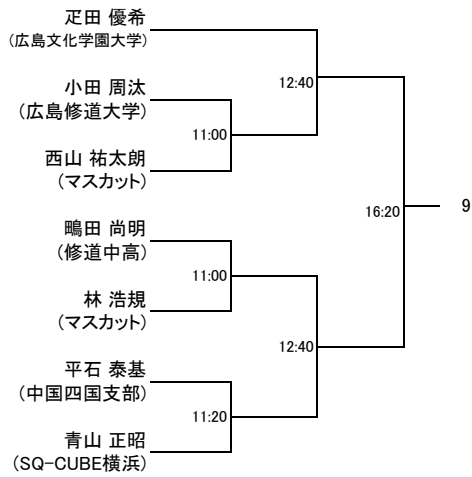 疋田 優希
(広島文化学園大学)
12:40
小田 周汰
(広島修道大学)
11:00
西山 祐太朗
(マスカット)
16:20
9
鴫田 尚明
(修道中高)
11:00
林 浩規
(マスカット)
12:40
平石 泰基
(中国四国支部)
11:20
青山 正昭
(SQ-CUBE横浜)